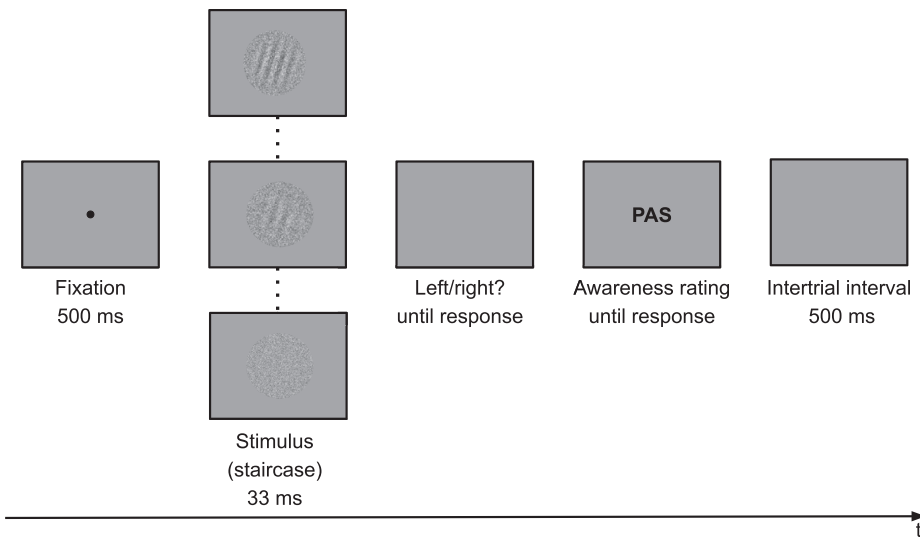 Fixation
500 ms
Stimulus
(staircase)
33 ms
Left/right?
until response
PAS
Awareness rating
until response
Intertrial interval
500 ms
t